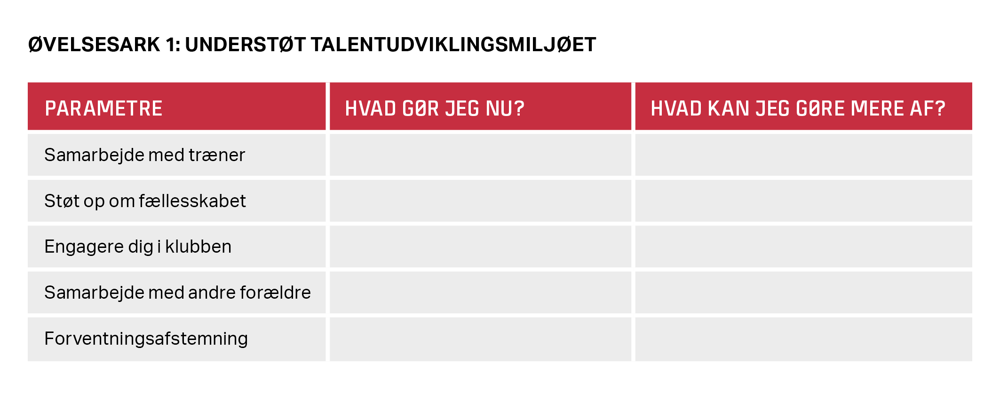 ØVELSESARK 1: UNDERSTØT TALENTUDVIKLINGSMILJØET
PARAMETRE HVAD GØR JEG NU? HVAD KAN JEG GØRE MERE AF?
Samarbejde med træner
Støt op om fællesskabet
Engagere dig i klubben
Samarbejde med andre forældre
Forventningsafstemning